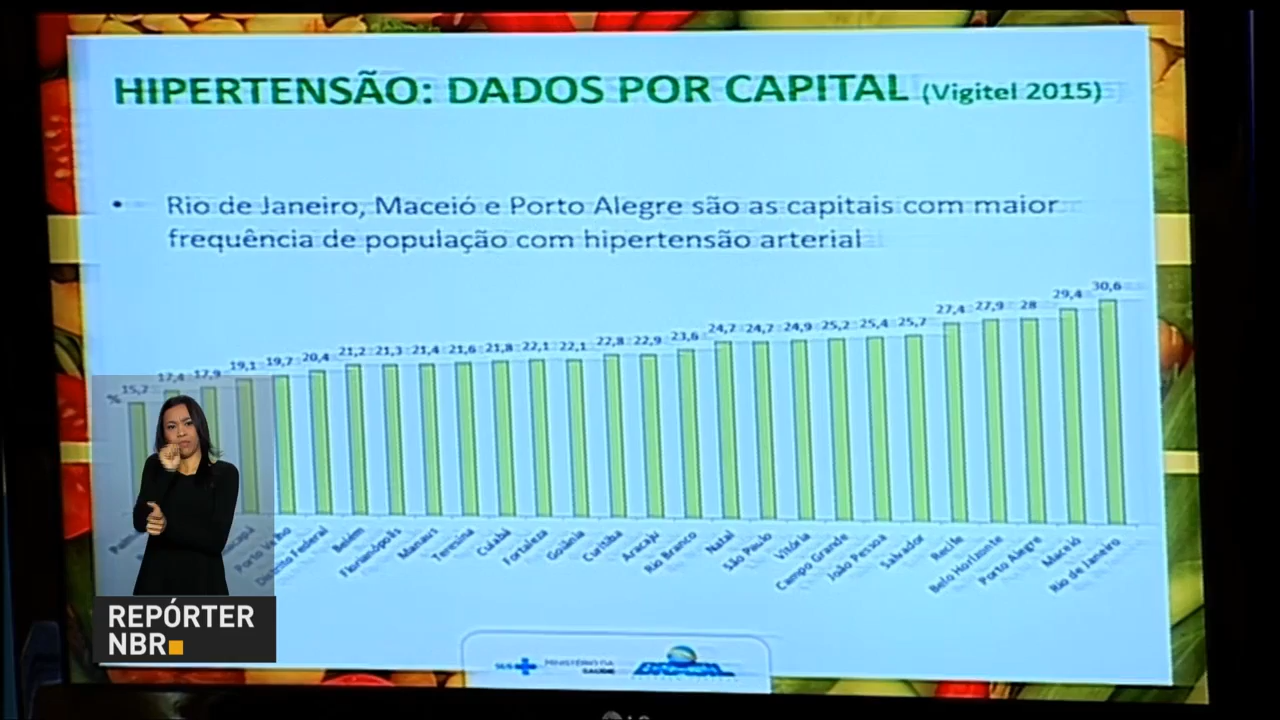 HIPERTENSÃO: DADOS POR CAPITAL (Vigitel 2015)
• Rio de Janeiro, Maceió e Porto Alegre são as capitais com maior
frequência de população com hipertensão arterial
%
15,7 17,4 17,9 19,1 19,7 20,4 21,2 21,3 21,4 21,6 21,8 22,1 22,1 22,8 22,9 23,6 24,7 24,7 24,9 25,2 25,4 25,7 27,4 27,9 28 29,4 30,6
Porto Velho Distrito Federal Belém Florianópolis Manaus Teresina Cuiabá Fortaleza Goiânia Curitiba Aracaju Rio Branco Natal São Paulo Vitória Campo Grande João Pessoa Salvador Recife Belo Horizonte Porto Alegre Maceió Rio de Janeiro
REPÓRTER
NBR
SUS MINISTÉRIO DA
SAÚDE
BRASIL